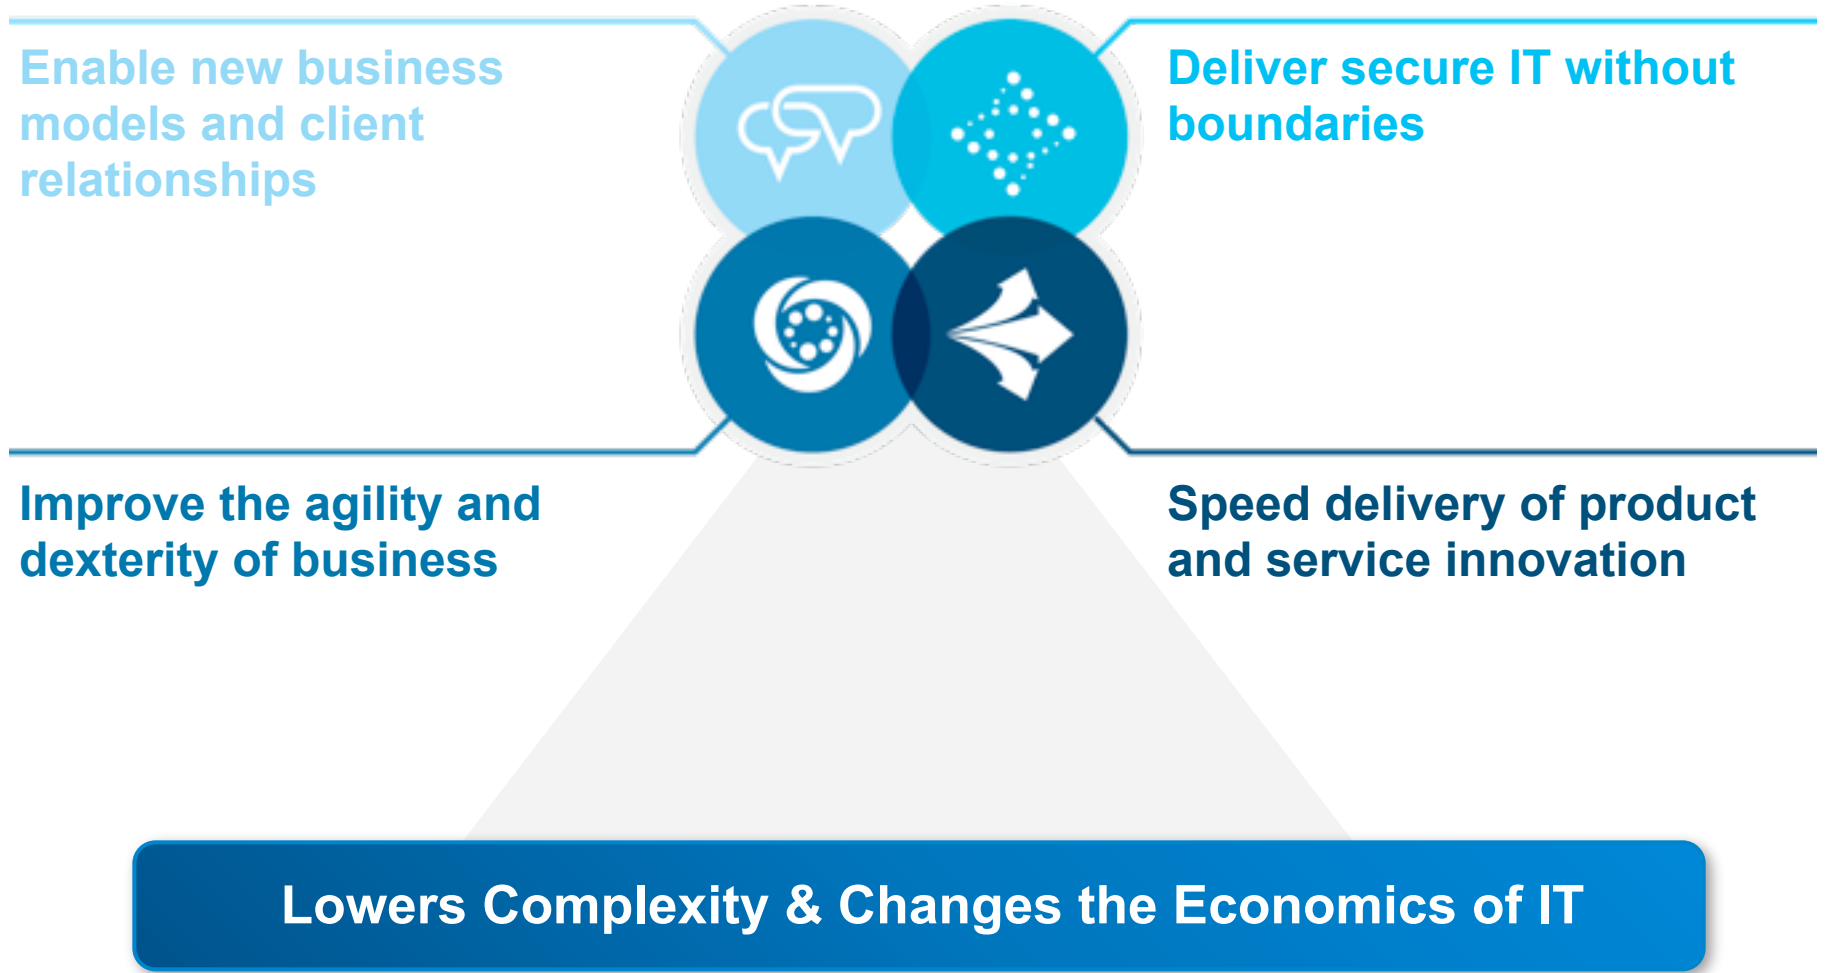 Enable new business
models and client
relationships
Deliver secure IT without
boundaries
Improve the agility and
dexterity of business
Speed delivery of product
and service innovation
Lowers Complexity & Changes the Economics of IT